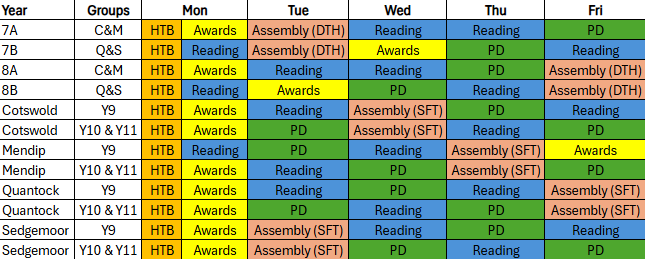 Year Groups Mon Tue Wed Thu Fri
7A C&M HTB Awards Assembly (DTH) Reading Reading PD
7B Q&S HTB Reading Assembly (DTH) Awards PD Reading
8A C&M HTB Awards Reading Reading PD Assembly (DTH)
8B Q&S HTB Reading Awards PD Reading Assembly (DTH)
Cotswold Y9 HTB Awards Reading Assembly (SFT) PD Reading
Cotswold Y10 & Y11 HTB Awards PD Assembly (SFT) Reading PD
Mendip Y9 HTB Reading PD Reading Assembly (SFT) Awards
Mendip Y10 & Y11 HTB Awards Reading PD Assembly (SFT) PD
Quantock Y9 HTB Awards Reading PD Reading Assembly (SFT)
Quantock Y10 & Y11 HTB Awards PD Reading PD Assembly (SFT)
Sedgemoor Y9 HTB Awards Assembly (SFT) Reading PD Reading
Sedgemoor Y10 & Y11 HTB Awards Assembly (SFT) PD Reading PD